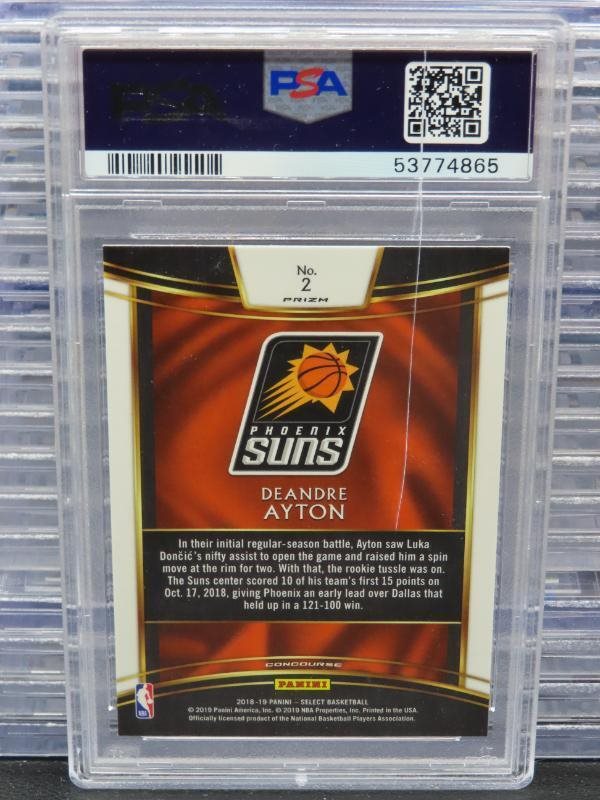 PSA
PSA
53774865
No.
2
PRIZM
PHOENIX
SUNS
DEANDRE
AYTON
In their initial regular-season battle, Ayton saw Luka
Dončić's nifty assist to open the game and raised him a spin
move at the rim for two. With that, the rookie tussle was on.
The Suns center scored 10 of his team's first 15 points on
Oct. 17, 2018, giving Phoenix an early lead over Dallas that
held up in a 121-100 win.
CONCOURSE
PANINI
NBA
2018-19 PANINI – SELECT BASKETBALL
© 2019 Panini America, Inc. © 2019 NBA Properties, Inc. Printed in the USA.
Officially licensed product of the National Basketball Players Association.